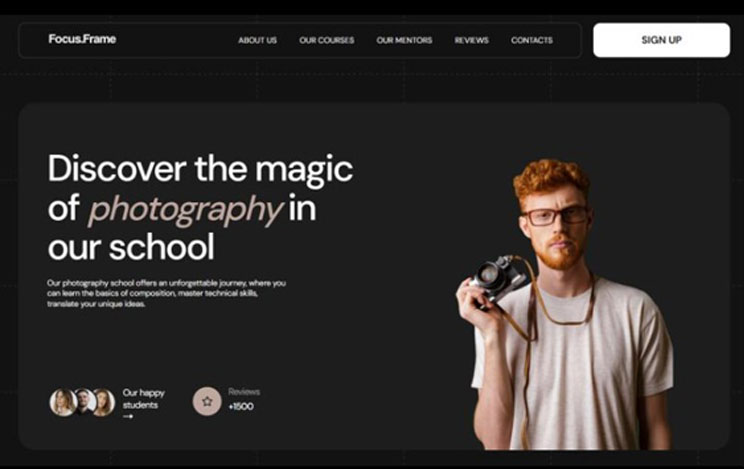 Focus.Frame
ABOUT US
OUR COURSES
OUR MENTORS
REVIEWS
CONTACTS
SIGN UP
Discover the magic
of photography in
our school
Our photography school offers an unforgettable journey, where you
can learn the basics of composition, master technical skills,
translate your unique ideas.
Our happy
students
→
Reviews
+1500